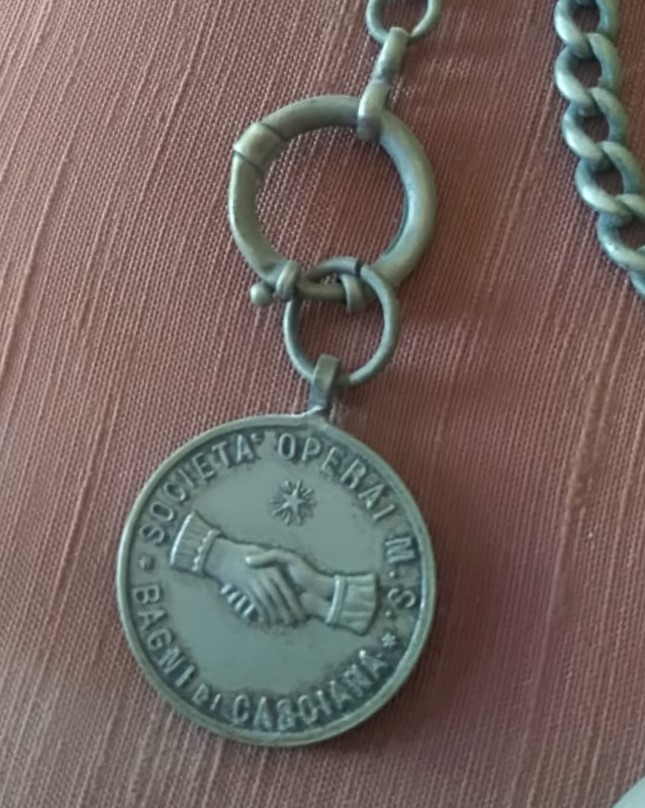 SOCIETA' OPERAI M. S.
BAGNI DI CASCIANA